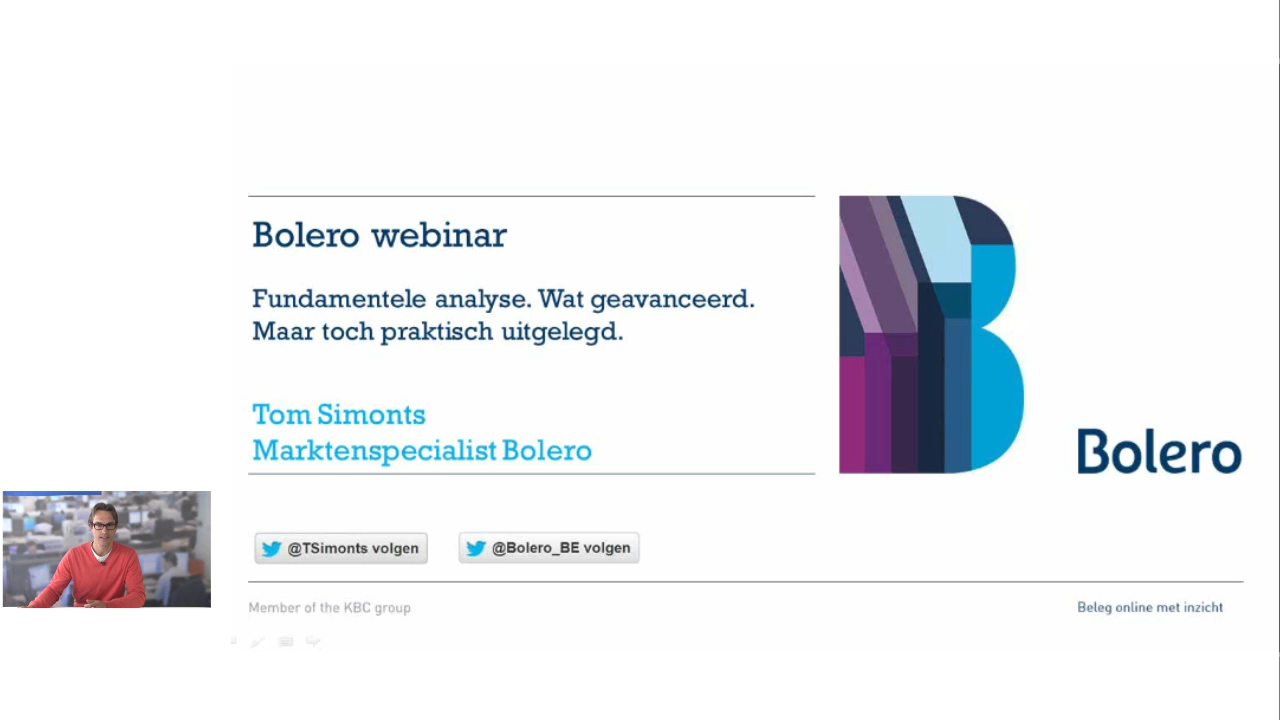 Bolero webinar
Fundamentele analyse. Wat geavanceerd.
Maar toch praktisch uitgelegd.
Tom Simonts
Marktenspecialist Bolero
Bolero
@TSimonts volgen
@Bolero_BE volgen
Member of the KBC group
Beleg online met inzicht